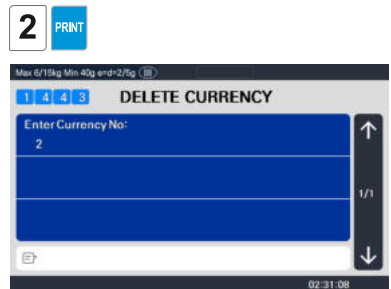 2 PRINT
Max 6/15kg Min 40g e=d=2/5g (III)
1 4 4 3 DELETE CURRENCY
Enter Currency No:
2
1/1
02:31:08